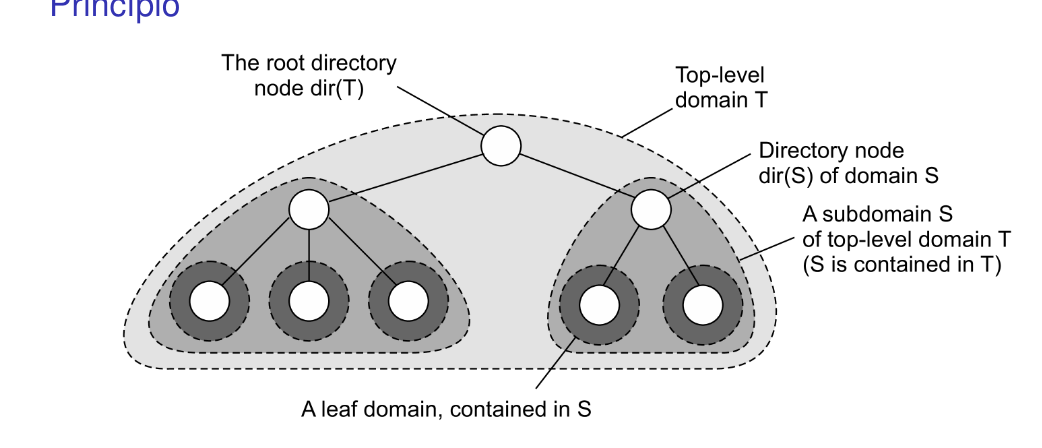 Princípio
The root directory
node dir(T)
Top-level
domain T
Directory node
dir(S) of domain S
A subdomain S
of top-level domain T
(S is contained in T)
A leaf domain, contained in S